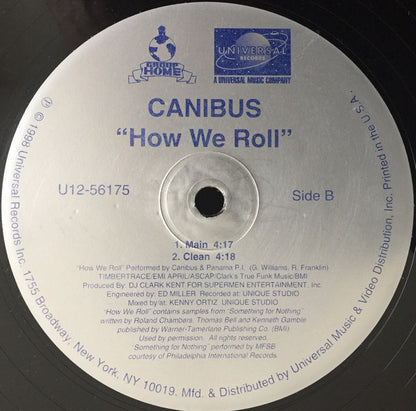 GROUP HOME
UNIVERSAL
RECORDS
A UNIVERSAL MUSIC COMPANY
CANIBUS
“How We Roll”
U12-56175
Side B
1. Main 4:17
2. Clean 4:18
'How We Roll' Performed by Canibus & Panama P.I. (G. Williams, R. Franklin)
TIMBERTRACE/EMI APRIL/ASCAP/Clark's True Funk Music/BMI
Produced By: DJ CLARK KENT FOR SUPERMEN ENTERTAINMENT, Inc.
Engineered by: ED MILLER Recorded at: UNIQUE STUDIO
Mixed by/at: KENNY ORTIZ UNIQUE STUDIO
'How We Roll' contains samples from 'Something for Nothing'
written by Roland Chambers, Thomas Bell and Kenneth Gamble
published by Warner-Tamerlane Publishing Co. (BMI)
Used by permission. All rights reserved.
'Something for Nothing' performed by MFSB
courtesy of Philadelphia International Records.
℗ © 1998 Universal Records Inc. 1755 Broadway, New York, NY 10019. Mfd. & Distributed by Universal Music & Video Distribution, Inc. Printed in the U.S.A.